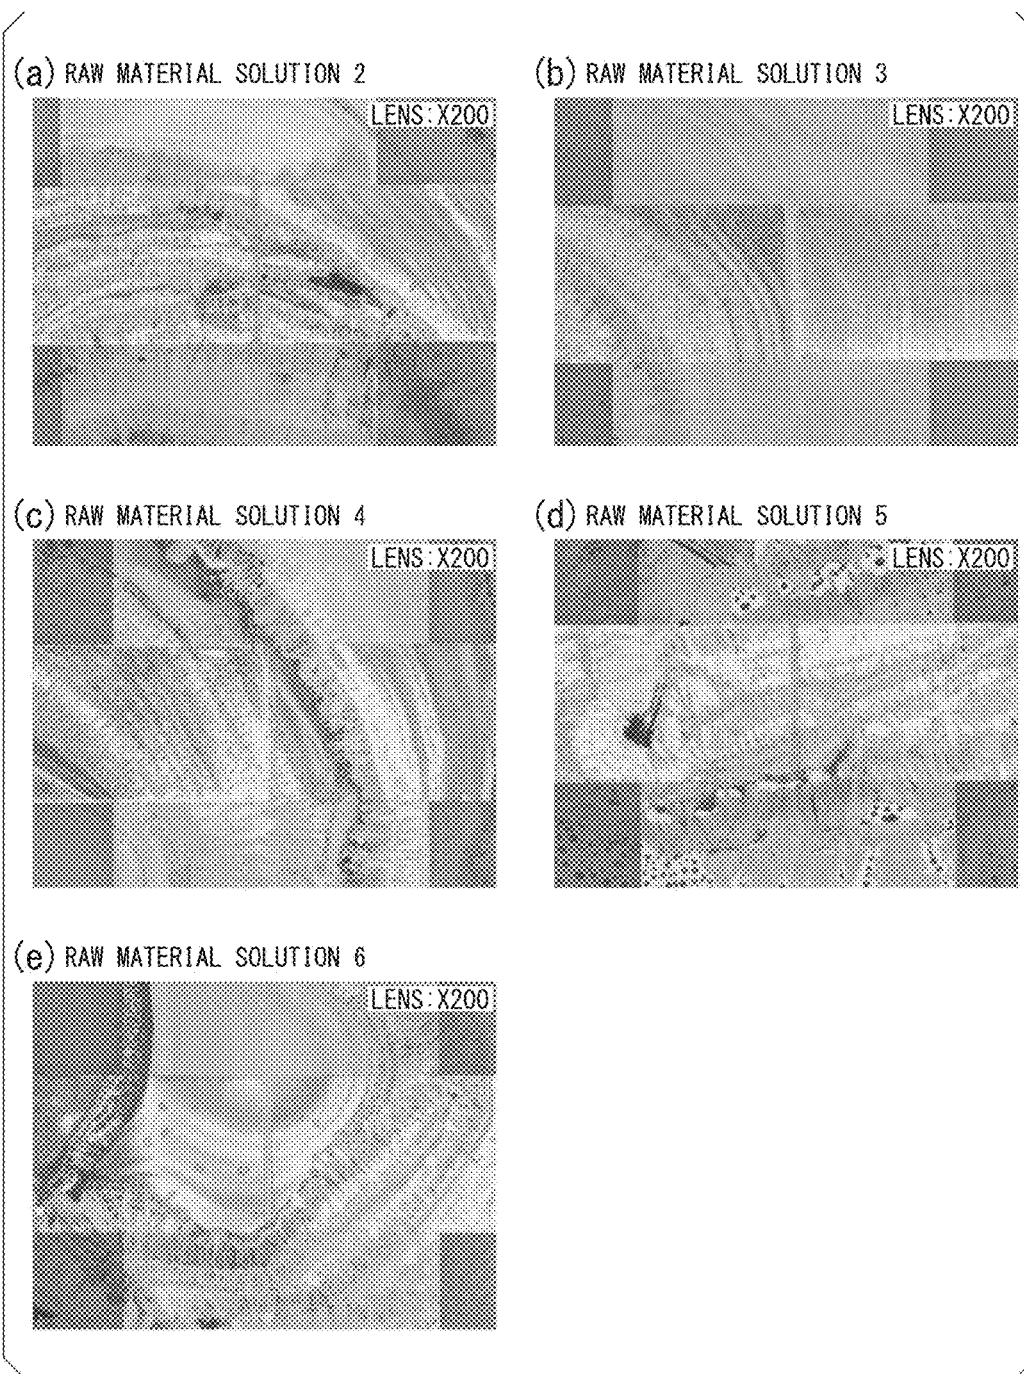 (a) RAW MATERIAL SOLUTION 2
LENS:X200
(b) RAW MATERIAL SOLUTION 3
LENS:X200
(c) RAW MATERIAL SOLUTION 4
LENS:X200
(d) RAW MATERIAL SOLUTION 5
LENS:X200
(e) RAW MATERIAL SOLUTION 6
LENS:X200